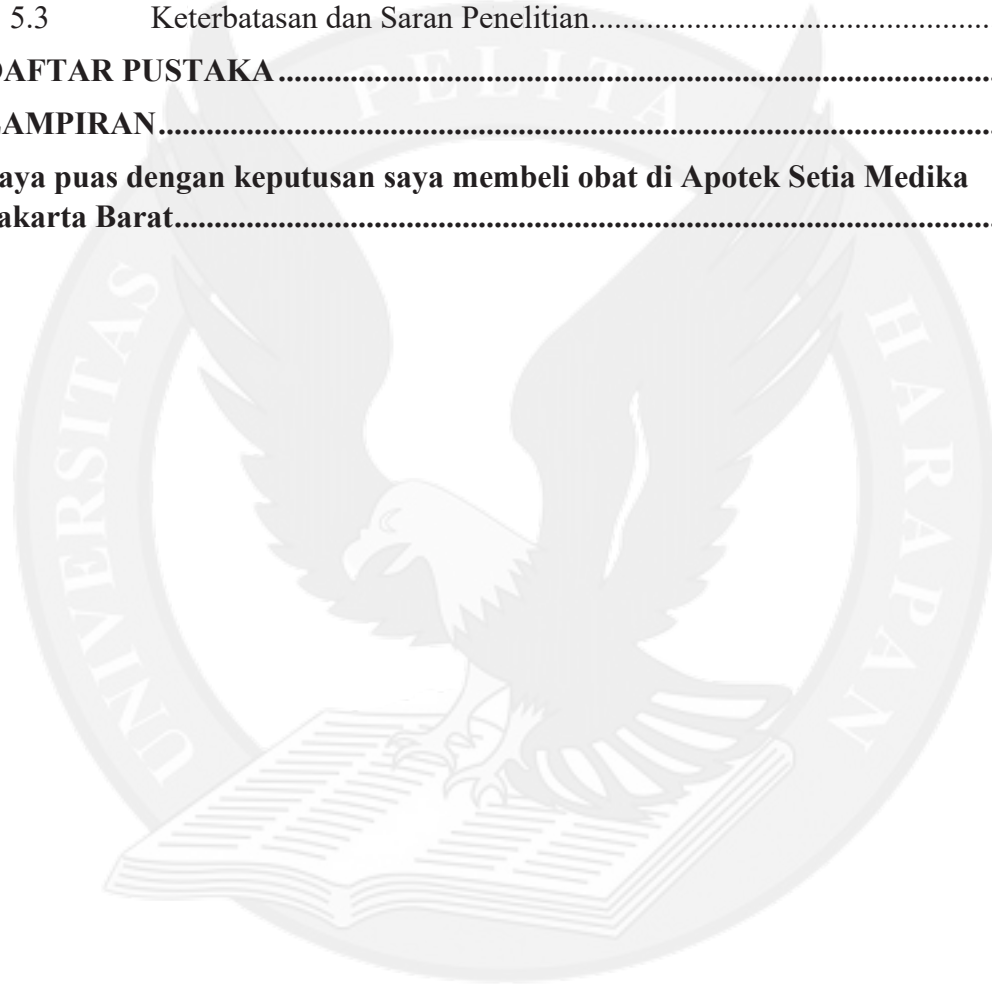 5.3 Keterbatasan dan Saran Penelitian..........................................................
AFTAR PUSTAKA..........................................................................................
AMPIRAN.........................................................................................................
aya puas dengan keputusan saya membeli obat di Apotek Setia Medika
akarta Barat.......................................................................................................
UNIVERSITAS PELITA HARAPAN